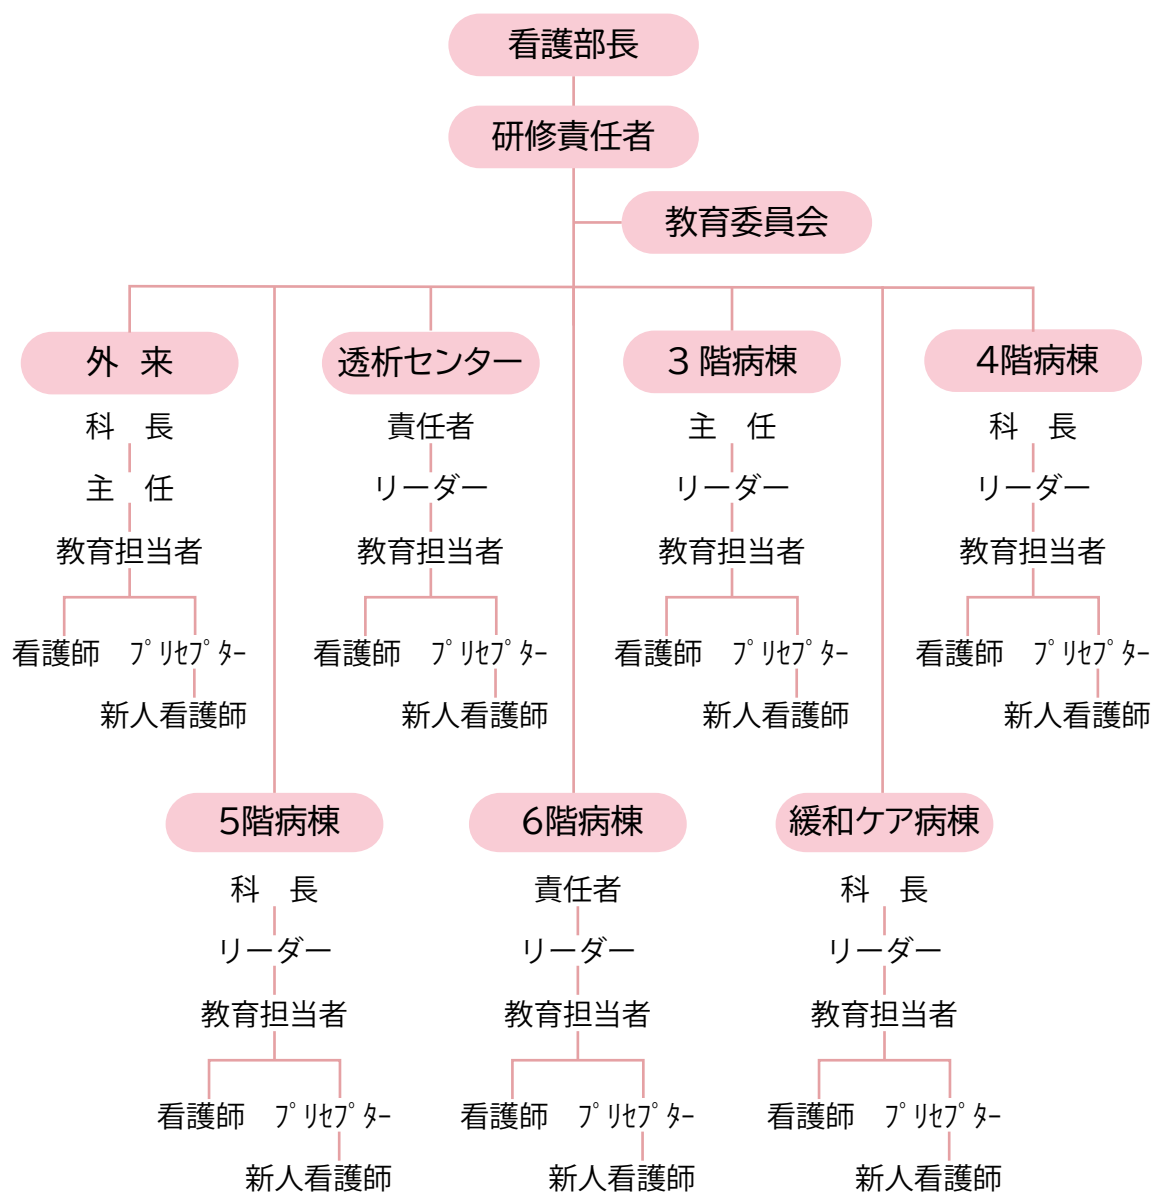 看護部長
研修責任者
教育委員会
外 来　透析センター　3 階病棟　4階病棟
科 長　責任者　主 任　科 長
主 任　リーダー　リーダー　リーダー
教育担当者　教育担当者　教育担当者　教育担当者
看護師　ﾌﾟﾘｾﾌﾟﾀｰ　看護師　ﾌﾟﾘｾﾌﾟﾀｰ　看護師　ﾌﾟﾘｾﾌﾟﾀｰ　看護師　ﾌﾟﾘｾﾌﾟﾀｰ
新人看護師　新人看護師　新人看護師　新人看護師
5階病棟　6階病棟　緩和ケア病棟
科 長　責任者　科 長
リーダー　リーダー　リーダー
教育担当者　教育担当者　教育担当者
看護師　ﾌﾟﾘｾﾌﾟﾀｰ　看護師　ﾌﾟﾘｾﾌﾟﾀｰ　看護師　ﾌﾟﾘｾﾌﾟﾀｰ
新人看護師　新人看護師　新人看護師